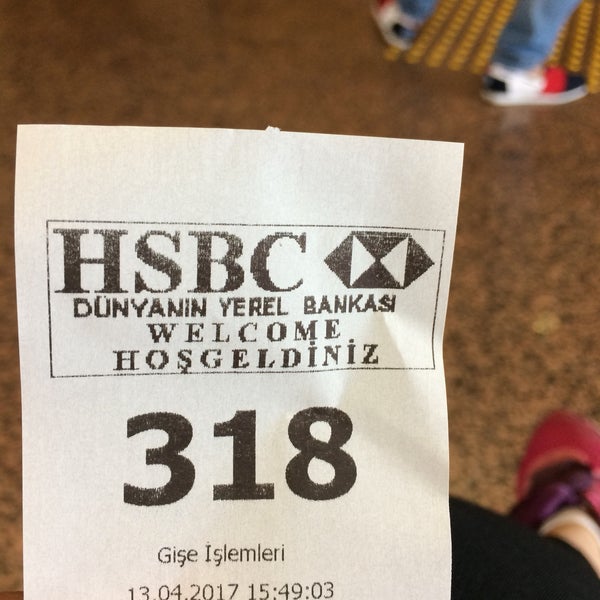 HSBC
DÜNYANIN YEREL BANKASI
WELCOME
HOŞGELDİNİZ
318
Gişe İşlemleri
13.04.2017 15:49:03